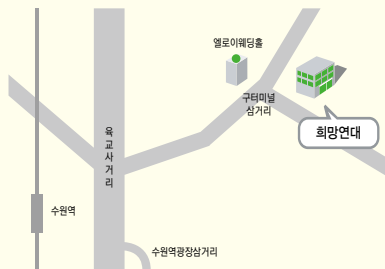 엘로이웨딩홀
구터미널
삼거리
희망연대
육교사거리
수원역
수원역광장삼거리